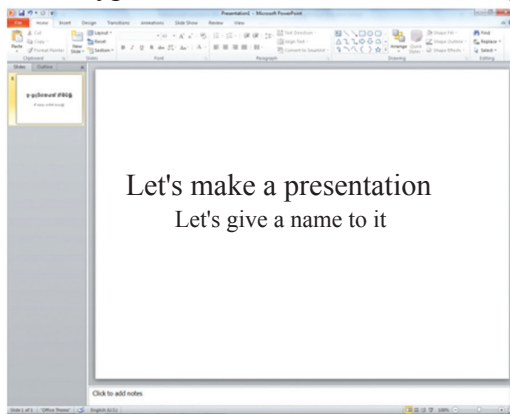 Presentation1 - Microsoft PowerPoint
File Home Insert Design Transitions Animations Slide Show Review View
Cut
Copy
Format Painter
Paste
Clipboard
New Slide
Layout
Reset
Section
Slides
Font
Text Direction
Align Text
Convert to SmartArt
Paragraph
Arrange
Quick Styles
Shape Fill
Shape Outline
Shape Effects
Drawing
Find
Replace
Select
Editing
Slides Outline
1
Let's make a presentation
Let's give a name to it
Click to add notes
Slide 1 of 1 "Office Theme" English (U.S.)